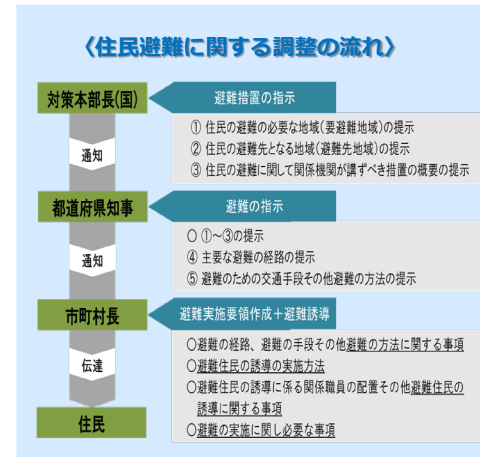 〈住民避難に関する調整の流れ〉
対策本部長(国)
避難措置の指示
① 住民の避難の必要な地域(要避難地域)の提示
② 住民の避難先となる地域(避難先地域)の提示
③ 住民の避難に関して関係機関が講ずべき措置の概要の提示
通知
都道府県知事
避難の指示
○ ①～③の提示
④ 主要な避難の経路の提示
⑤ 避難のための交通手段その他避難の方法の提示
通知
市町村長
避難実施要領作成＋避難誘導
○避難の経路、避難の手段その他避難の方法に関する事項
○避難住民の誘導の実施方法
○避難住民の誘導に係る関係職員の配置その他避難住民の
誘導に関する事項
○避難の実施に関し必要な事項
伝達
住民